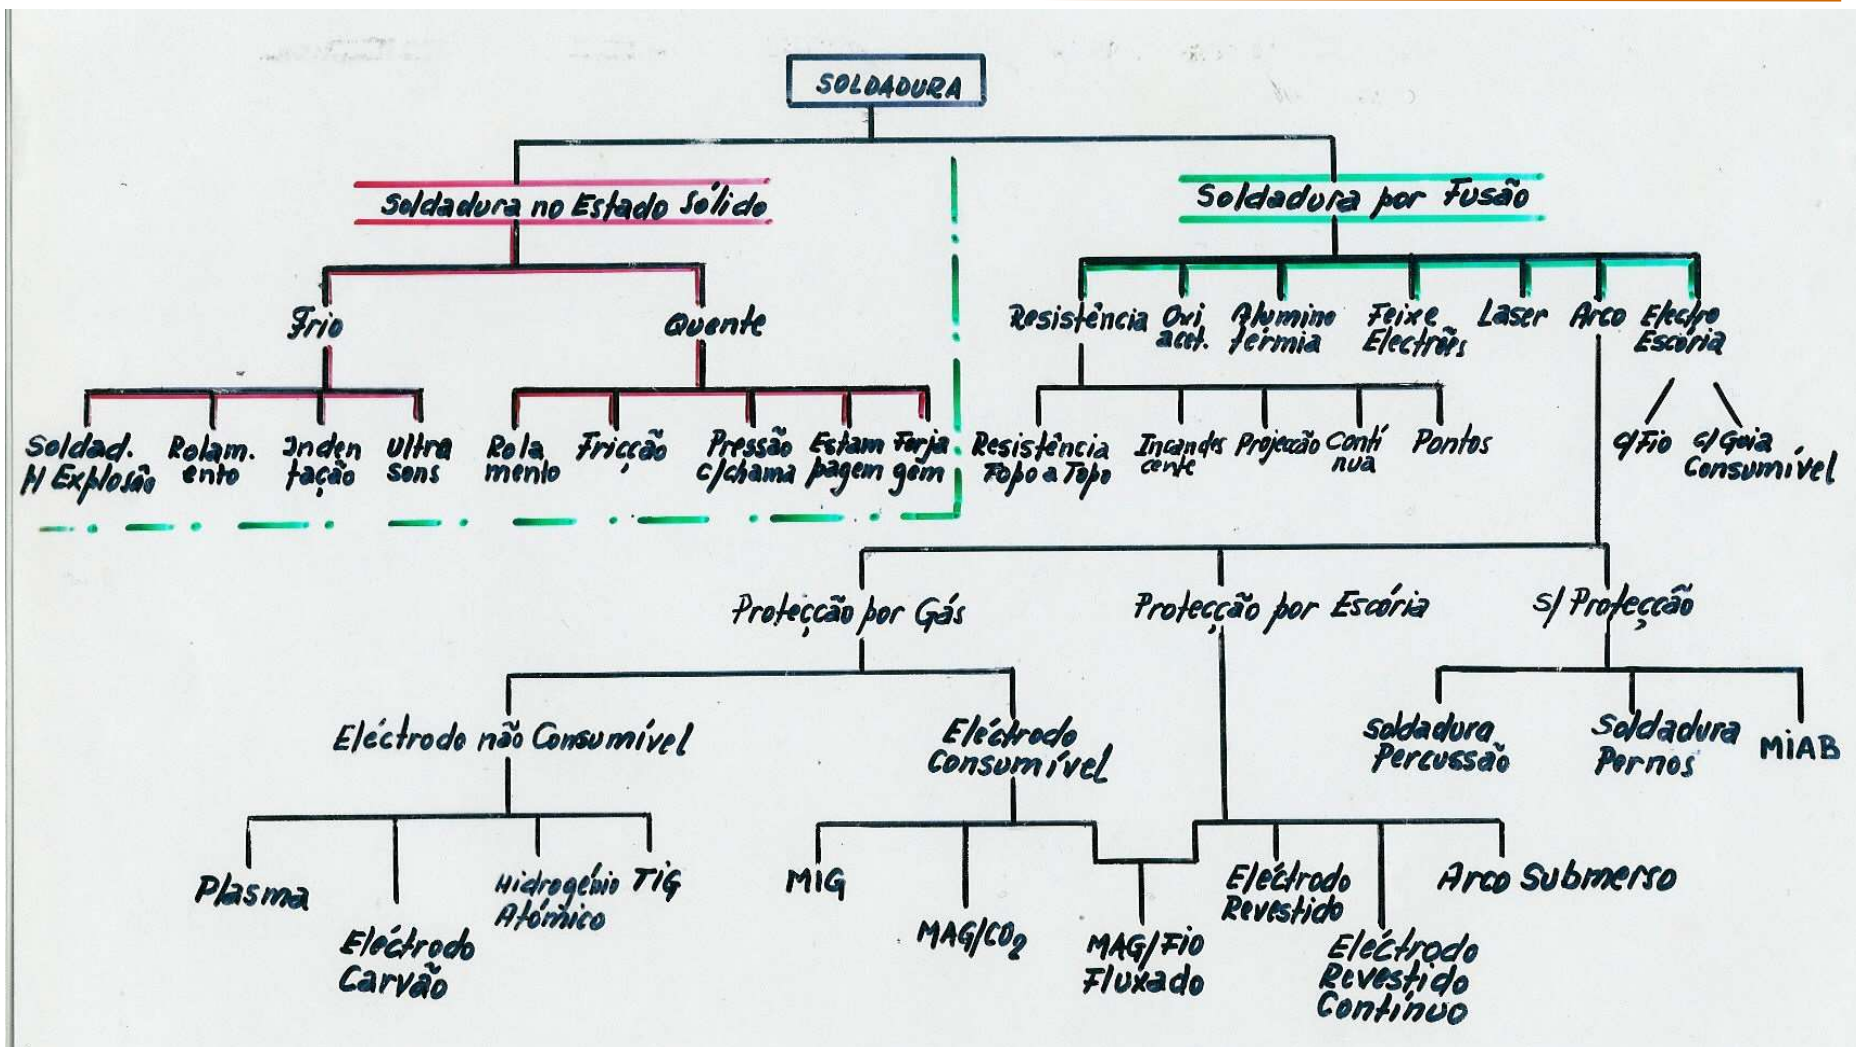 SOLDADURA
Soldadura no Estado Sólido
Soldadura por Fusão
Frio
Quente
Resistência
Oxi
acet.
Alumino
térmia
Feixe
Electrões
Laser
Arco
Electro
Escória
Soldad.
p/ Explosão
Rolam.
ento
Inden
tação
Ultra
sons
Rola
mento
Fricção
Pressão
c/chama
Estam
pagem
Forja
gem
Resistência
Topo a Topo
Incandes
cente
Projecção
Contí
nua
Pontos
c/Fio
c/Guia
Consumível
Protecção por Gás
Protecção por Escória
s/ Protecção
Eléctrodo não Consumível
Eléctrodo
Consumível
Soldadura
Percussão
Soldadura
Pernos
MIAB
Plasma
Eléctrodo
Carvão
Hidrogénio
Atómico
TIG
MIG
MAG/CO₂
MAG/Fio
Fluxado
Eléctrodo
Revestido
Eléctrodo
Revestido
Contínuo
Arco Submerso